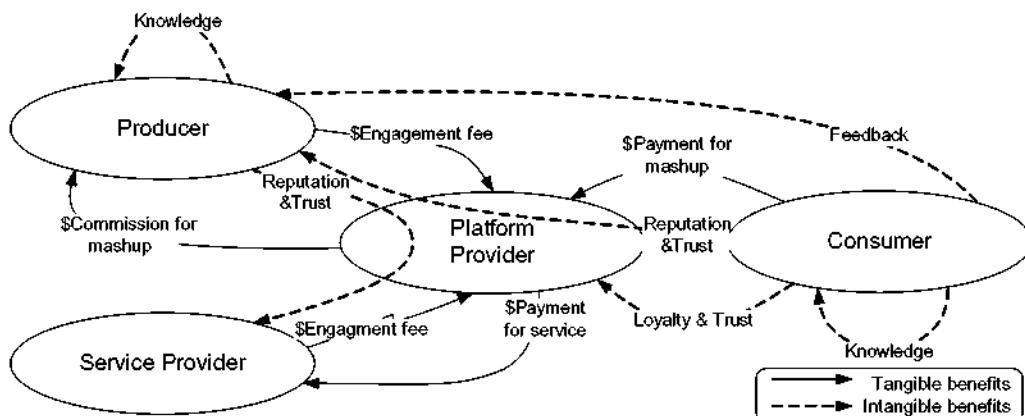 Knowledge
Producer
$Engagement fee
Feedback
$Payment for
mashup
Reputation
&Trust
$Commission for
mashup
Platform
Provider
Reputation
&Trust
Consumer
$Payment
for service
$Engagment fee
Loyalty & Trust
Service Provider
Knowledge
Tangible benefits
Intangible benefits